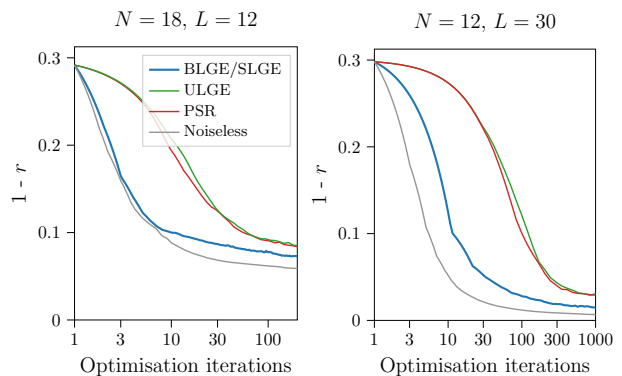 N = 18, L = 12
1 - r
0.3
0.2
0.1
0
BLGE/SLGE
ULGE
PSR
Noiseless
1 3 10 30 100
Optimisation iterations
N = 12, L = 30
1 - r
0.3
0.2
0.1
0
1 3 10 30 100 300 1000
Optimisation iterations